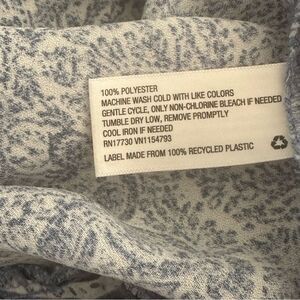 100% POLYESTER
MACHINE WASH COLD WITH LIKE COLORS
GENTLE CYCLE, ONLY NON-CHLORINE BLEACH IF NEEDED
TUMBLE DRY LOW, REMOVE PROMPTLY
COOL IRON IF NEEDED
RN17730 VN1154793
LABEL MADE FROM 100% RECYCLED PLASTIC